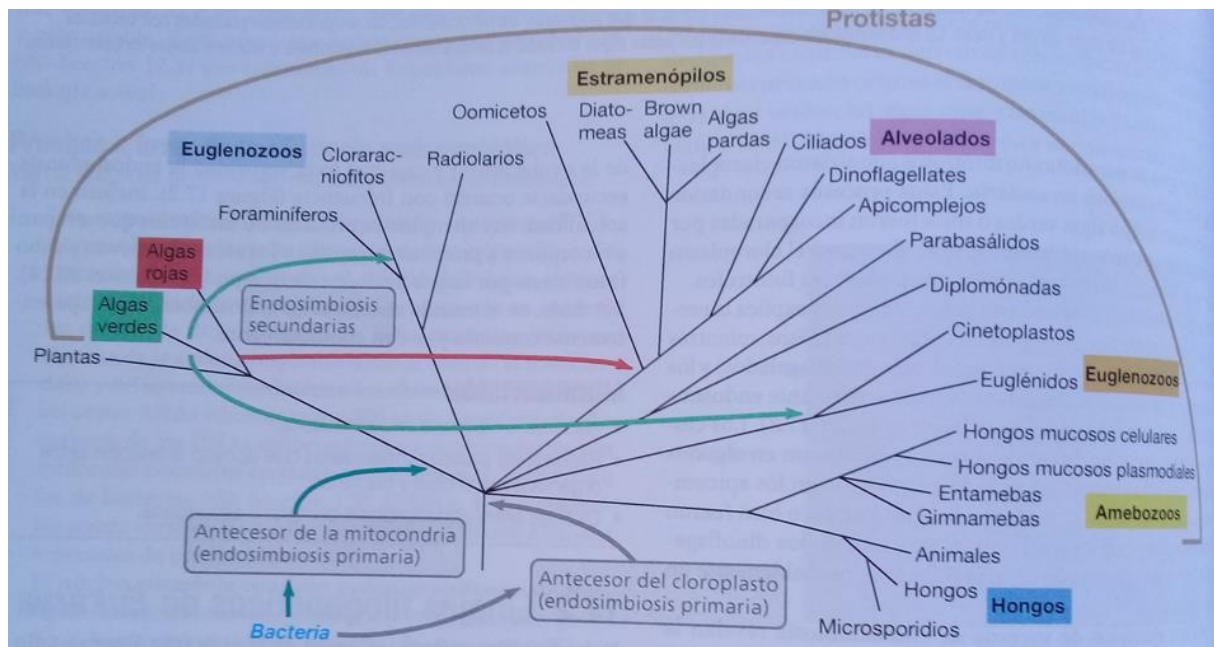 Protistas
Estramenópilos
Oomicetos
Diato-
meas
Brown
algae
Algas
pardas
Ciliados
Alveolados
Euglenozoos
Clorarac-
niofitos
Radiolarios
Dinoflagellates
Apicomplejos
Foraminíferos
Parabasálidos
Algas
rojas
Diplomónadas
Algas
verdes
Endosimbiosis
secundarias
Cinetoplastos
Plantas
Euglénidos
Euglenozoos
Hongos mucosos celulares
Hongos mucosos plasmodiales
Entamebas
Gimnamebas
Amebozoos
Antecesor de la mitocondria
(endosimbiosis primaria)
Animales
Antecesor del cloroplasto
(endosimbiosis primaria)
Hongos
Hongos
Bacteria
Microsporidios